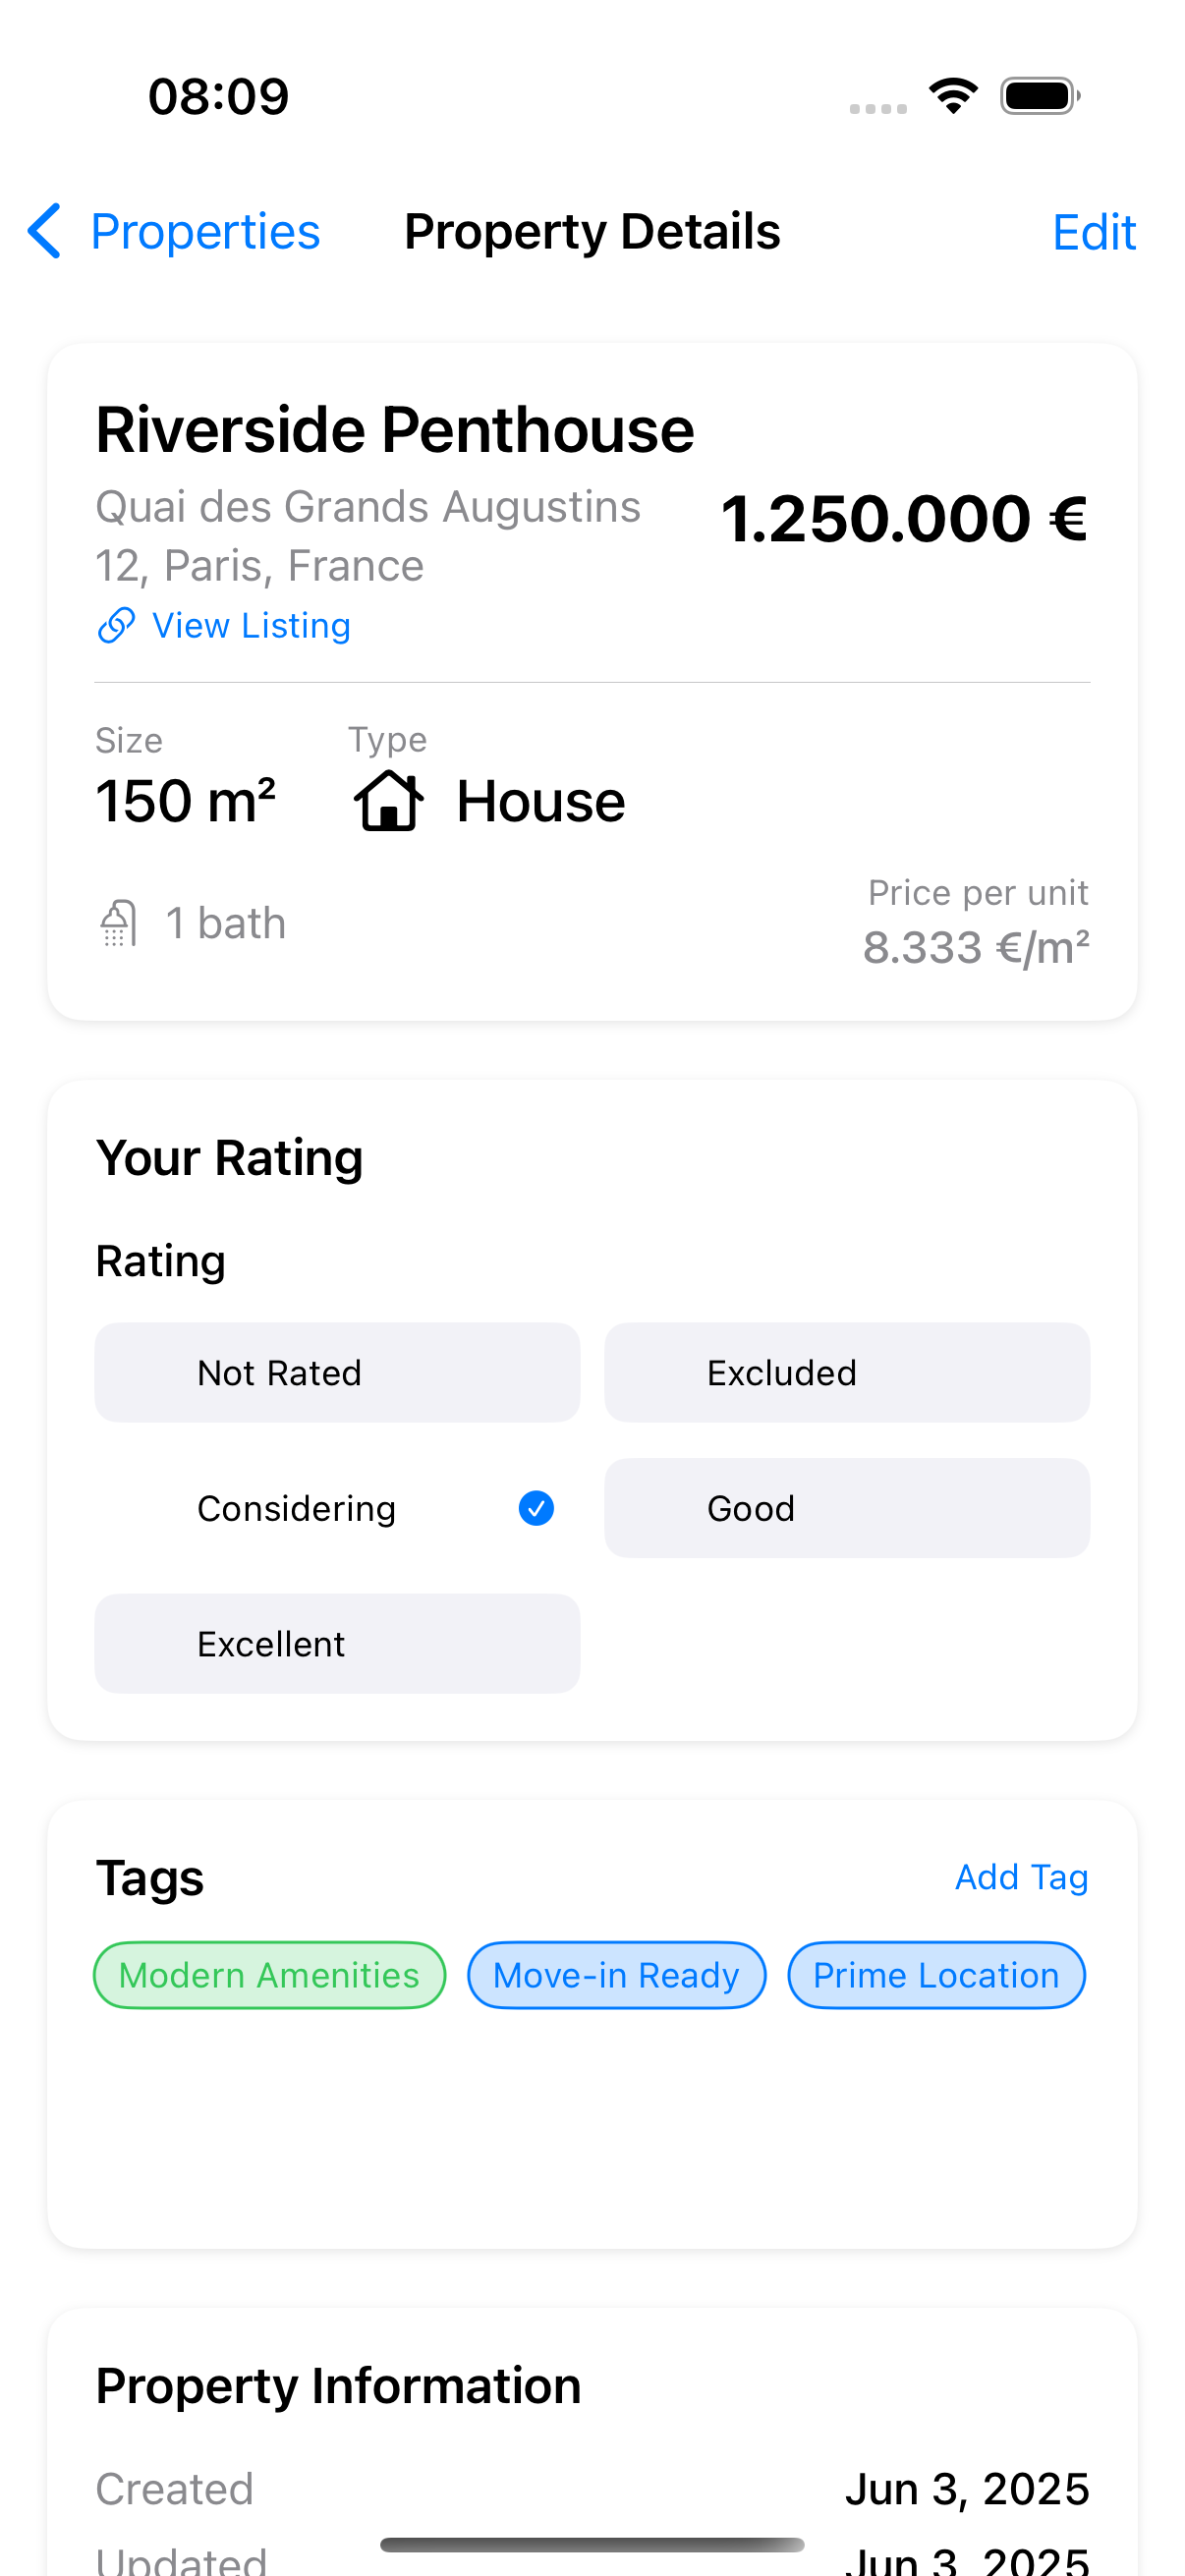 08:09
Properties
Property Details
Edit
Riverside Penthouse
Quai des Grands Augustins
12, Paris, France
1.250.000 €
View Listing
Size
Type
150 m²
House
1 bath
Price per unit
8.333 €/m²
Your Rating
Rating
Not Rated
Excluded
Considering
Good
Excellent
Tags
Add Tag
Modern Amenities
Move-in Ready
Prime Location
Property Information
Created
Jun 3, 2025
Updated
Jun 3, 2025